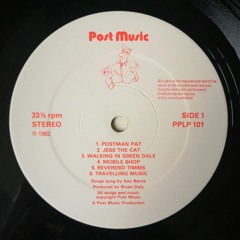 Post Music
33⅓ rpm
STEREO
℗ 1982
SIDE 1
PPLP 101
1. POSTMAN PAT
2. JESS THE CAT
3. WALKING IN GREEN DALE
4. MOBILE SHOP
5. REVEREND TIMMS
6. TRAVELLING MUSIC
Songs sung by Ken Barrie
Produced by Bryan Daly
All songs and music
copyright Post Music
A Post Music Production